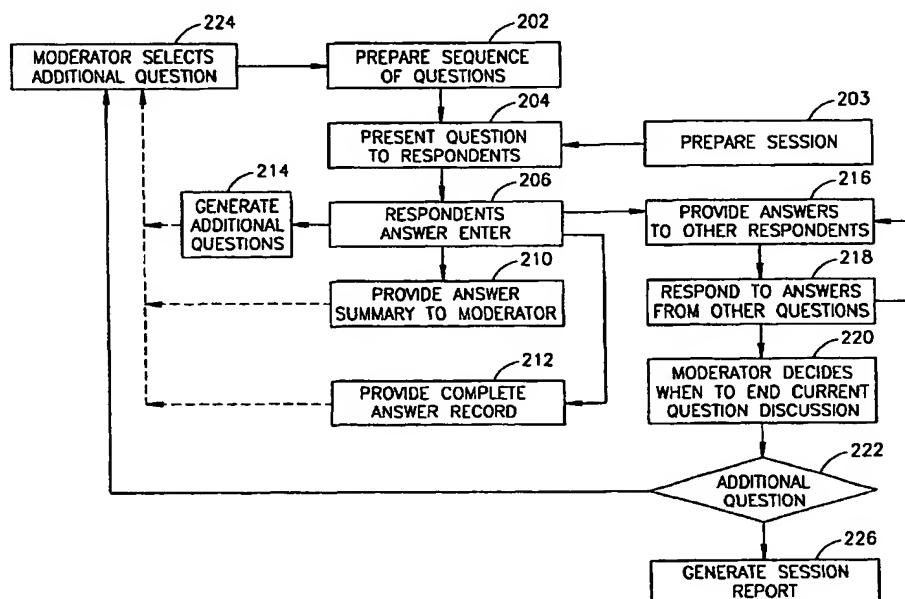 224
MODERATOR SELECTS
ADDITIONAL QUESTION
202
PREPARE SEQUENCE
OF QUESTIONS
204
PRESENT QUESTION
TO RESPONDENTS
203
PREPARE SESSION
214
GENERATE
ADDITIONAL
QUESTIONS
206
RESPONDENTS
ANSWER ENTER
216
PROVIDE ANSWERS
TO OTHER RESPONDENTS
210
PROVIDE ANSWER
SUMMARY TO MODERATOR
218
RESPOND TO ANSWERS
FROM OTHER QUESTIONS
212
PROVIDE COMPLETE
ANSWER RECORD
220
MODERATOR DECIDES
WHEN TO END CURRENT
QUESTION DISCUSSION
222
ADDITIONAL
QUESTION
226
GENERATE SESSION
REPORT